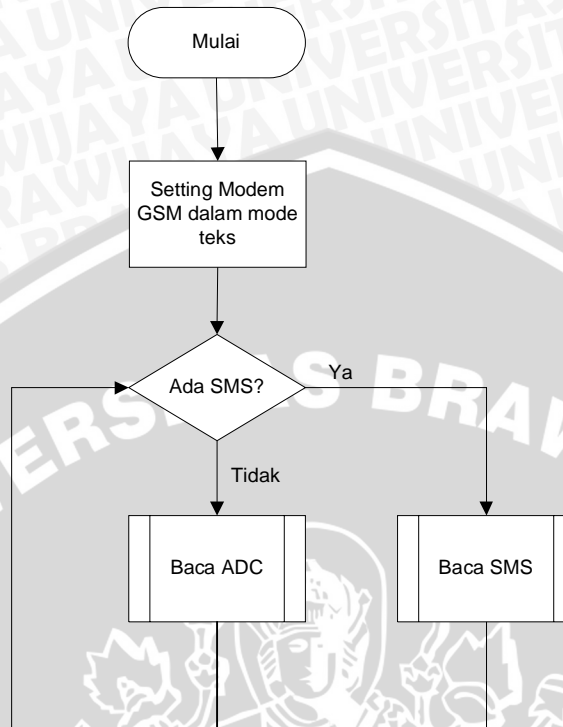 Mulai
Setting Modem
GSM dalam mode
teks
Ada SMS?
Ya
Tidak
Baca ADC
Baca SMS